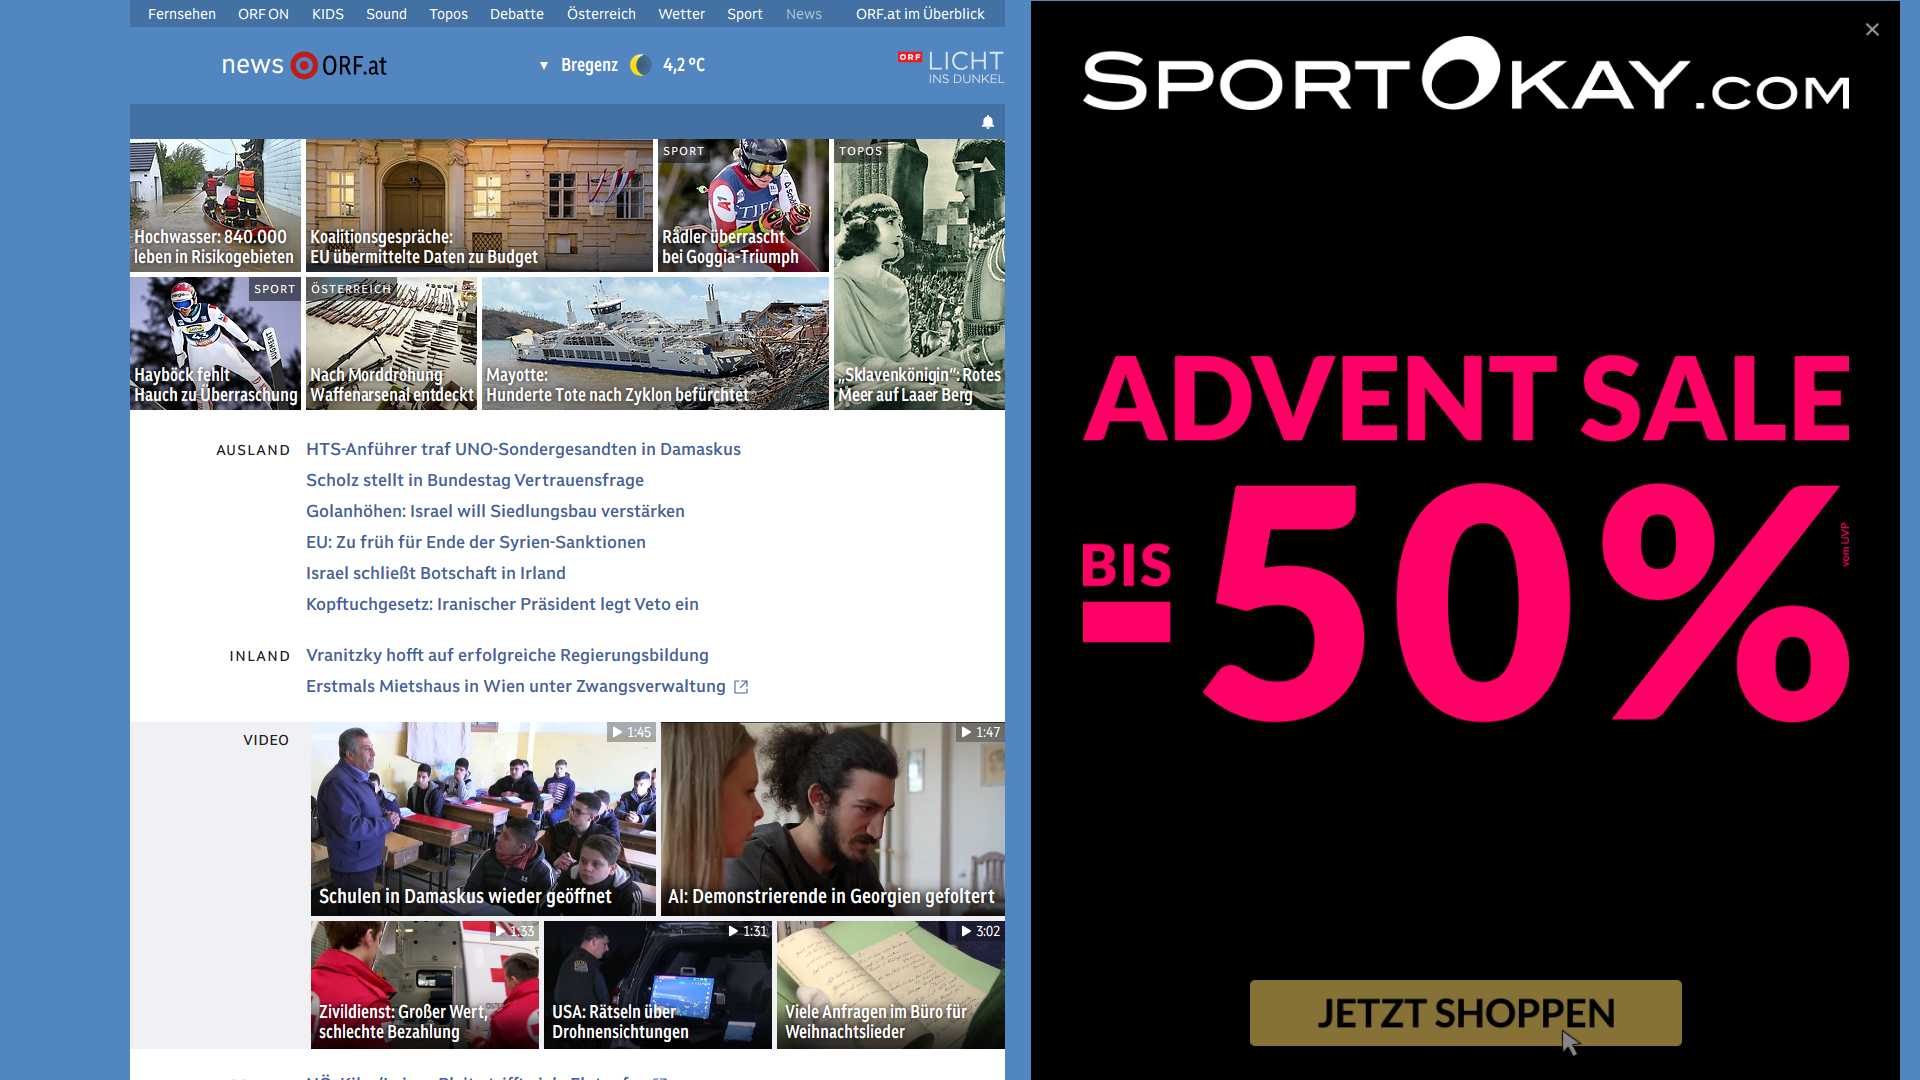 Fernsehen ORF ON KIDS Sound Topos Debatte Österreich Wetter Sport News ORF.at im Überblick
news ORF.at
Bregenz 4,2 °C
ORF LICHT
INS DUNKEL
Hochwasser: 840.000
leben in Risikogebieten
Koalitionsgespräche:
EU übermittelte Daten zu Budget
SPORT
Rädler überrascht
bei Goggia-Triumph
TOPOS
„Sklavenkönigin“: Rotes
Meer auf Laaer Berg
SPORT
Hayböck fehlt
Hauch zu Überraschung
ÖSTERREICH
Nach Morddrohung
Waffenarsenal entdeckt
Mayotte:
Hunderte Tote nach Zyklon befürchtet
AUSLAND
HTS-Anführer traf UNO-Sondergesandten in Damaskus
Scholz stellt in Bundestag Vertrauensfrage
Golanhöhen: Israel will Siedlungsbau verstärken
EU: Zu früh für Ende der Syrien-Sanktionen
Israel schließt Botschaft in Irland
Kopftuchgesetz: Iranischer Präsident legt Veto ein
INLAND
Vranitzky hofft auf erfolgreiche Regierungsbildung
Erstmals Mietshaus in Wien unter Zwangsverwaltung
VIDEO
1:45
Schulen in Damaskus wieder geöffnet
1:47
AI: Demonstrierende in Georgien gefoltert
1:33
Zivildienst: Großer Wert,
schlechte Bezahlung
1:31
USA: Rätseln über
Drohnensichtungen
3:02
Viele Anfragen im Büro für
Weihnachtslieder
SPORTOKAY.COM
ADVENT SALE
BIS
-50%
vom UVP
JETZT SHOPPEN